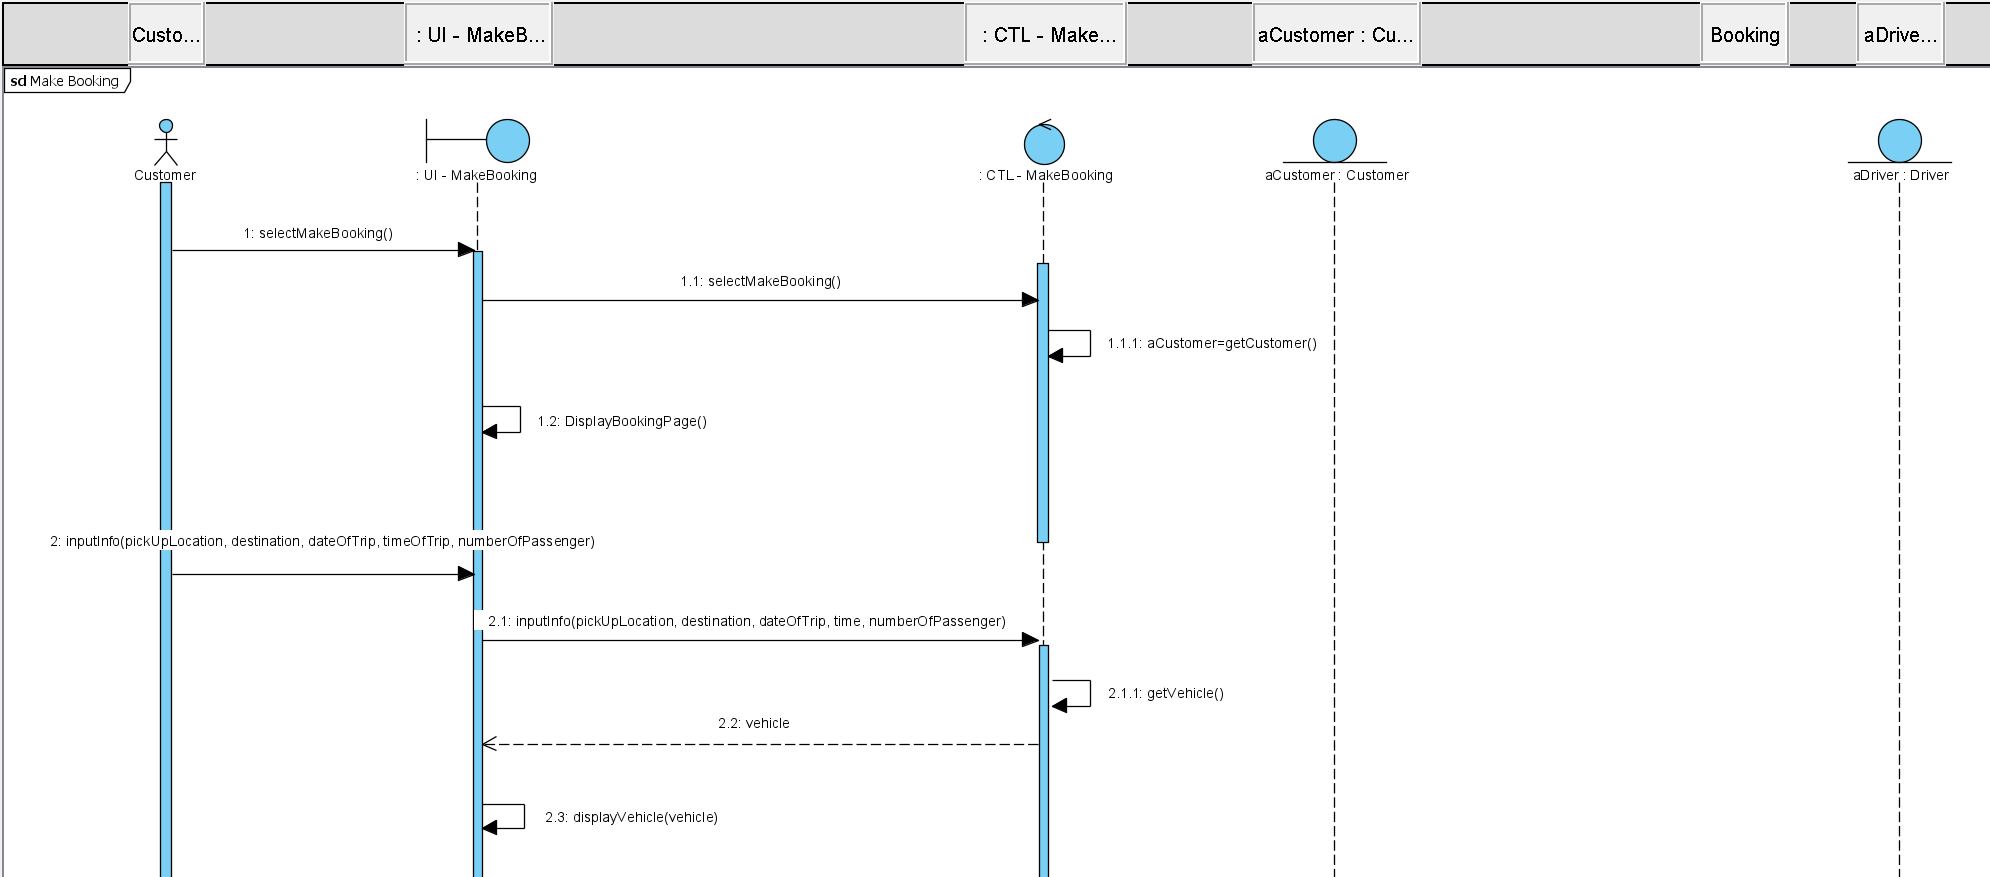 Custo...
: UI - MakeB...
: CTL - Make...
aCustomer : Cu...
Booking
aDrive...
sd Make Booking
Customer
: UI - MakeBooking
: CTL - MakeBooking
aCustomer : Customer
aDriver : Driver
1: selectMakeBooking()
1.1: selectMakeBooking()
1.1.1: aCustomer=getCustomer()
1.2: DisplayBookingPage()
2: inputInfo(pickUpLocation, destination, dateOfTrip, timeOfTrip, numberOfPassenger)
2.1: inputInfo(pickUpLocation, destination, dateOfTrip, time, numberOfPassenger)
2.1.1: getVehicle()
2.2: vehicle
2.3: displayVehicle(vehicle)